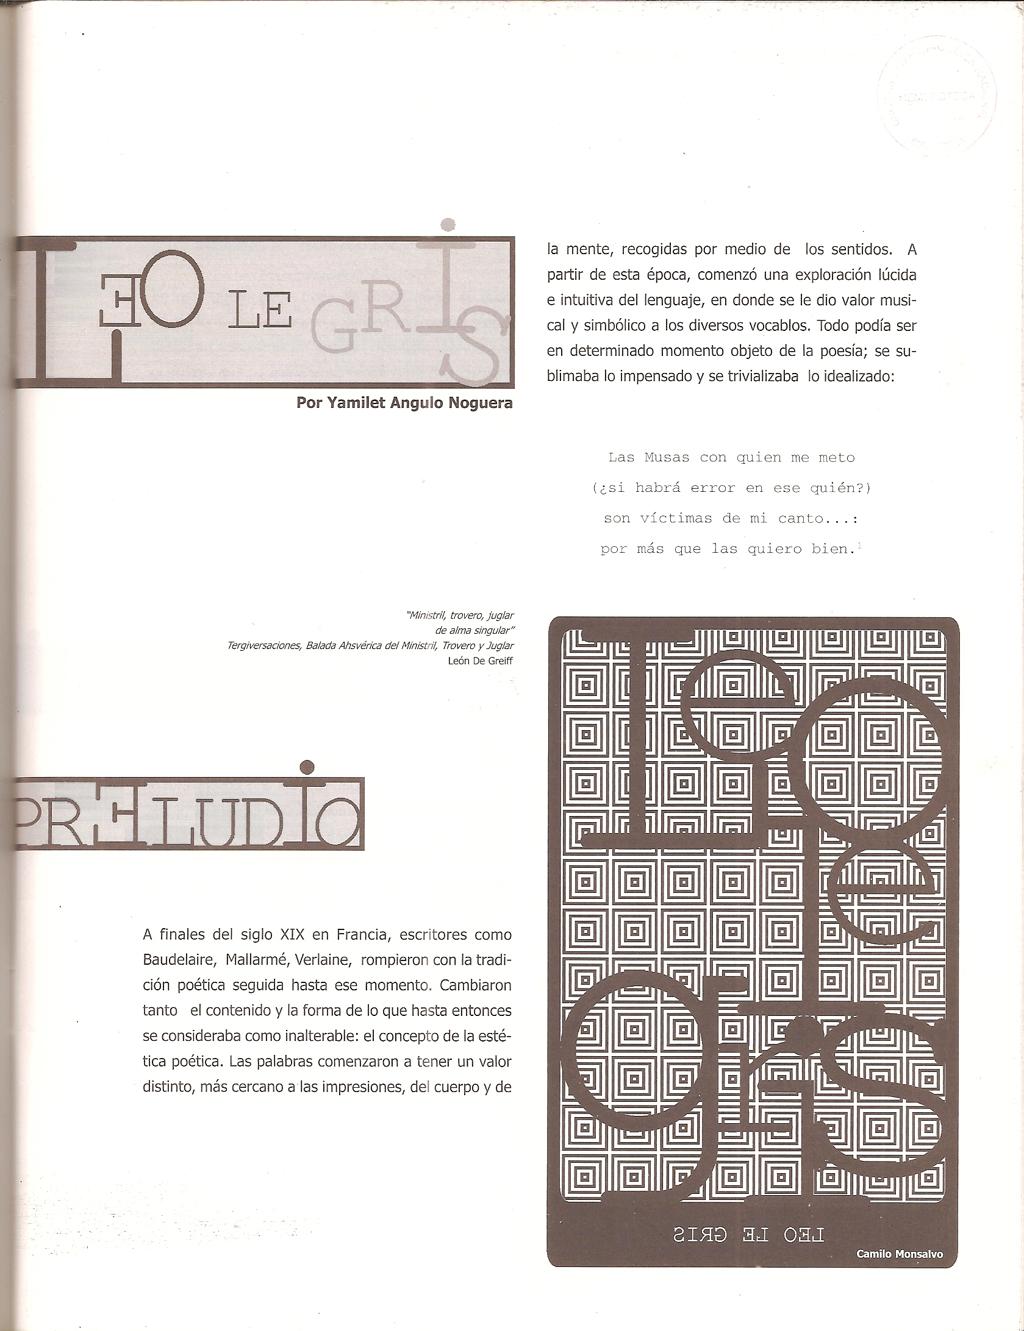 LEO LE GRIS
Por Yamilet Angulo Noguera
"Ministril, trovero, juglar
de alma singular"
Tergiversaciones, Balada Ahsvérica del Ministril, Trovero y Juglar
León De Greiff
PRELUDIO
A finales del siglo XIX en Francia, escritores como
Baudelaire, Mallarmé, Verlaine, rompieron con la tradi-
ción poética seguida hasta ese momento. Cambiaron
tanto el contenido y la forma de lo que hasta entonces
se consideraba como inalterable: el concepto de la esté-
tica poética. Las palabras comenzaron a tener un valor
distinto, más cercano a las impresiones, del cuerpo y de
la mente, recogidas por medio de los sentidos. A
partir de esta época, comenzó una exploración lúcida
e intuitiva del lenguaje, en donde se le dio valor musi-
cal y simbólico a los diversos vocablos. Todo podía ser
en determinado momento objeto de la poesía; se su-
blimaba lo impensado y se trivializaba lo idealizado:
Las Musas con quien me meto
(¿si habrá error en ese quién?)
son víctimas de mi canto...:
por más que las quiero bien.¹
Leo le gris
LEO LE GRIS
Camilo Monsalvo